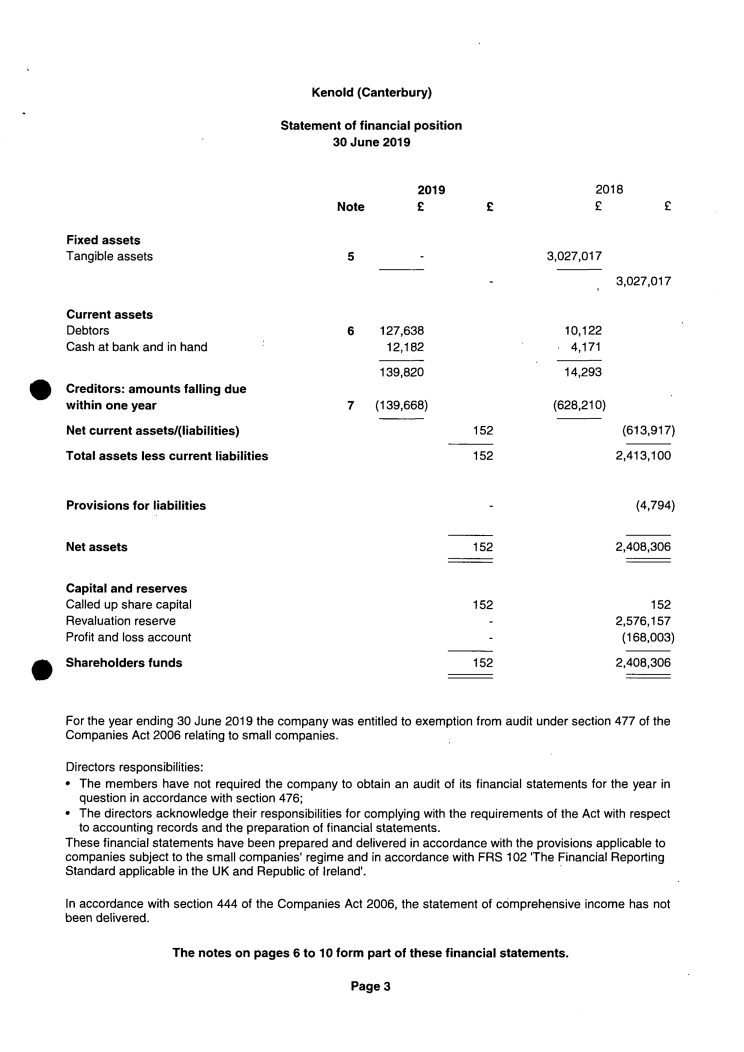 Kenold (Canterbury)
Statement of financial position
30 June 2019
2019 2018
Note £ £ £ £
Fixed assets
Tangible assets 5 - 3,027,017
- 3,027,017
Current assets
Debtors 6 127,638 10,122
Cash at bank and in hand 12,182 4,171
139,820 14,293
Creditors: amounts falling due
within one year 7 (139,668) (628,210)
Net current assets/(liabilities) 152 (613,917)
Total assets less current liabilities 152 2,413,100
Provisions for liabilities - (4,794)
Net assets 152 2,408,306
Capital and reserves
Called up share capital 152 152
Revaluation reserve - 2,576,157
Profit and loss account - (168,003)
Shareholders funds 152 2,408,306
For the year ending 30 June 2019 the company was entitled to exemption from audit under section 477 of the
Companies Act 2006 relating to small companies.
Directors responsibilities:
• The members have not required the company to obtain an audit of its financial statements for the year in
question in accordance with section 476;
• The directors acknowledge their responsibilities for complying with the requirements of the Act with respect
to accounting records and the preparation of financial statements.
These financial statements have been prepared and delivered in accordance with the provisions applicable to
companies subject to the small companies' regime and in accordance with FRS 102 'The Financial Reporting
Standard applicable in the UK and Republic of Ireland'.
In accordance with section 444 of the Companies Act 2006, the statement of comprehensive income has not
been delivered.
The notes on pages 6 to 10 form part of these financial statements.
Page 3